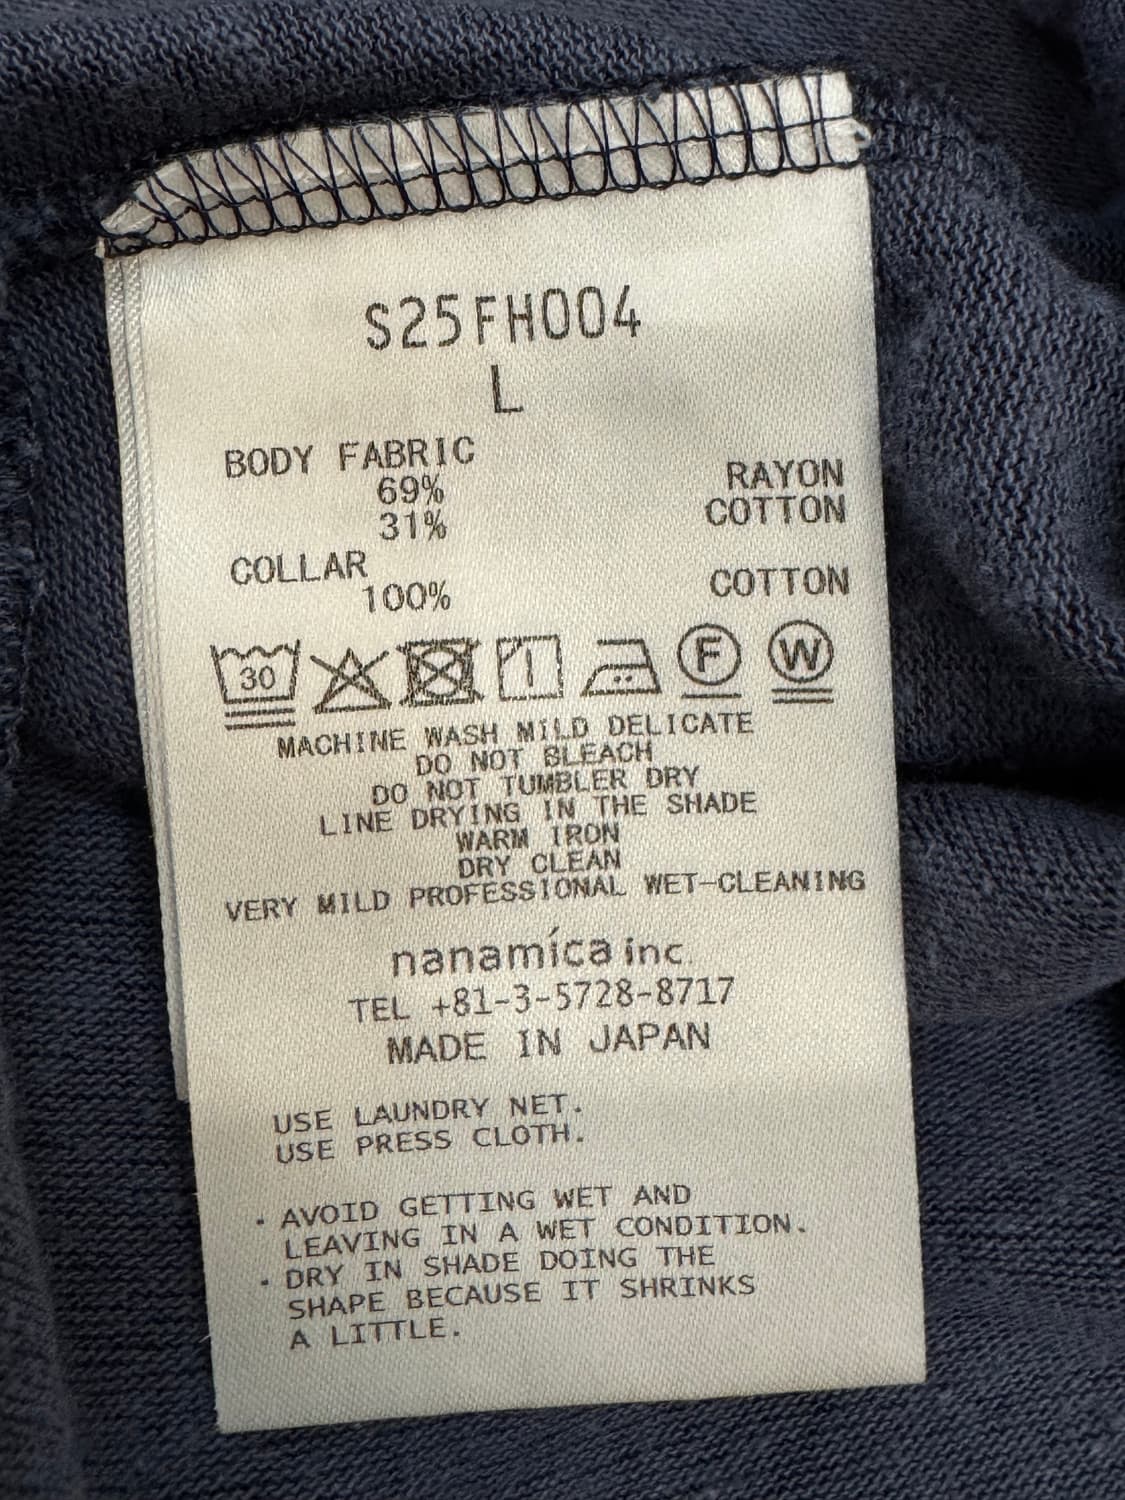 S25FH004
L
BODY FABRIC
69% RAYON
31% COTTON
COLLAR
100% COTTON
30 F W
MACHINE WASH MILD DELICATE
DO NOT BLEACH
DO NOT TUMBLER DRY
LINE DRYING IN THE SHADE
WARM IRON
DRY CLEAN
VERY MILD PROFESSIONAL WET-CLEANING
nanamíca inc.
TEL +81-3-5728-8717
MADE IN JAPAN
USE LAUNDRY NET.
USE PRESS CLOTH.
・AVOID GETTING WET AND
LEAVING IN A WET CONDITION.
・DRY IN SHADE DOING THE
SHAPE BECAUSE IT SHRINKS
A LITTLE.